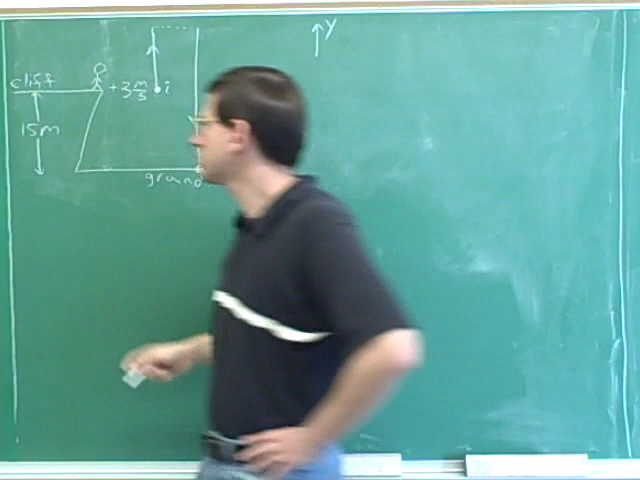 Y
cliff
+3 m/s i
15m
ground